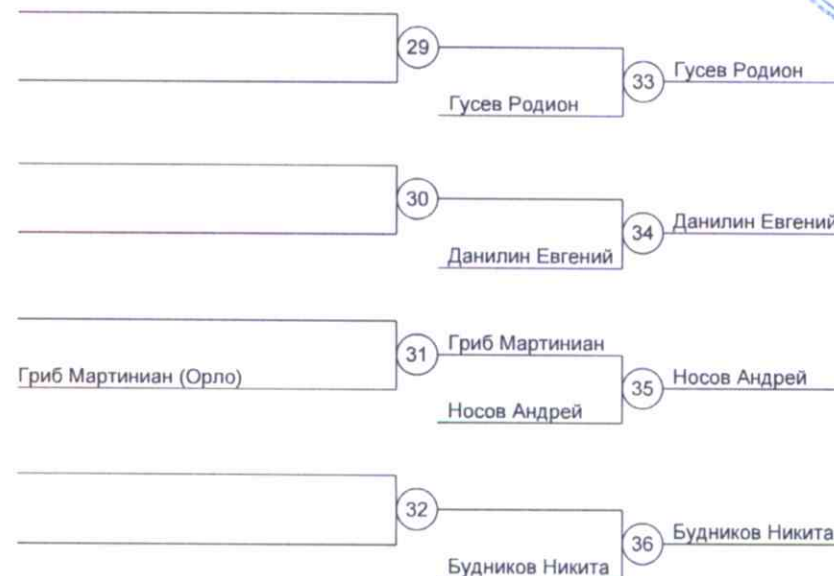 29
33
Гусев Родион
Гусев Родион
30
34
Данилин Евгений
Данилин Евгений
31
Гриб Мартиниан
Гриб Мартиниан (Орло)
35
Носов Андрей
Носов Андрей
32
36
Будников Никита
Будников Никита